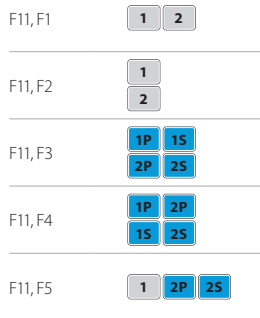 F11, F1 1 2
F11, F2 1
2
F11, F3 1P 1S
2P 2S
F11, F4 1P 2P
1S 2S
F11, F5 1 2P 2S